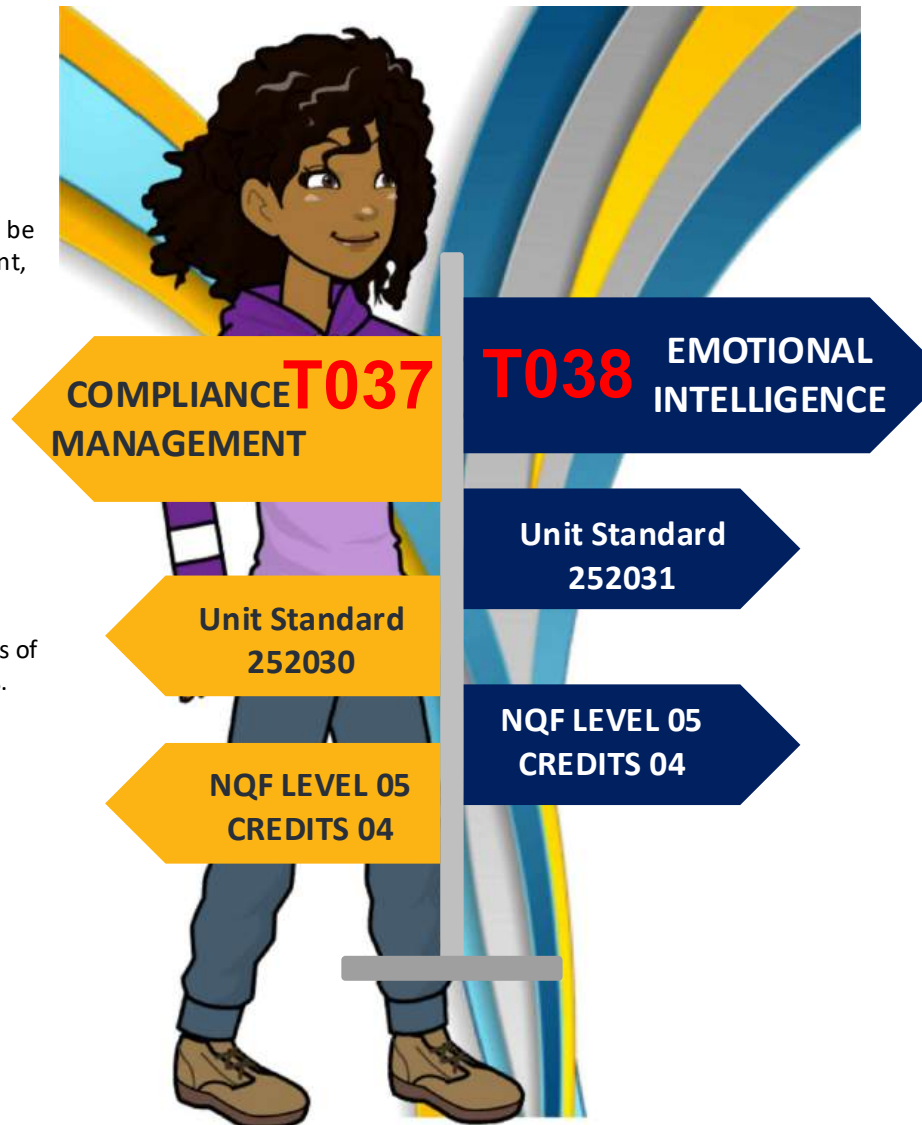 be
nt,
COMPLIANCE T037
MANAGEMENT
T038 EMOTIONAL
INTELLIGENCE
Unit Standard
252031
Unit Standard
252030
s of
NQF LEVEL 05
CREDITS 04
NQF LEVEL 05
CREDITS 04